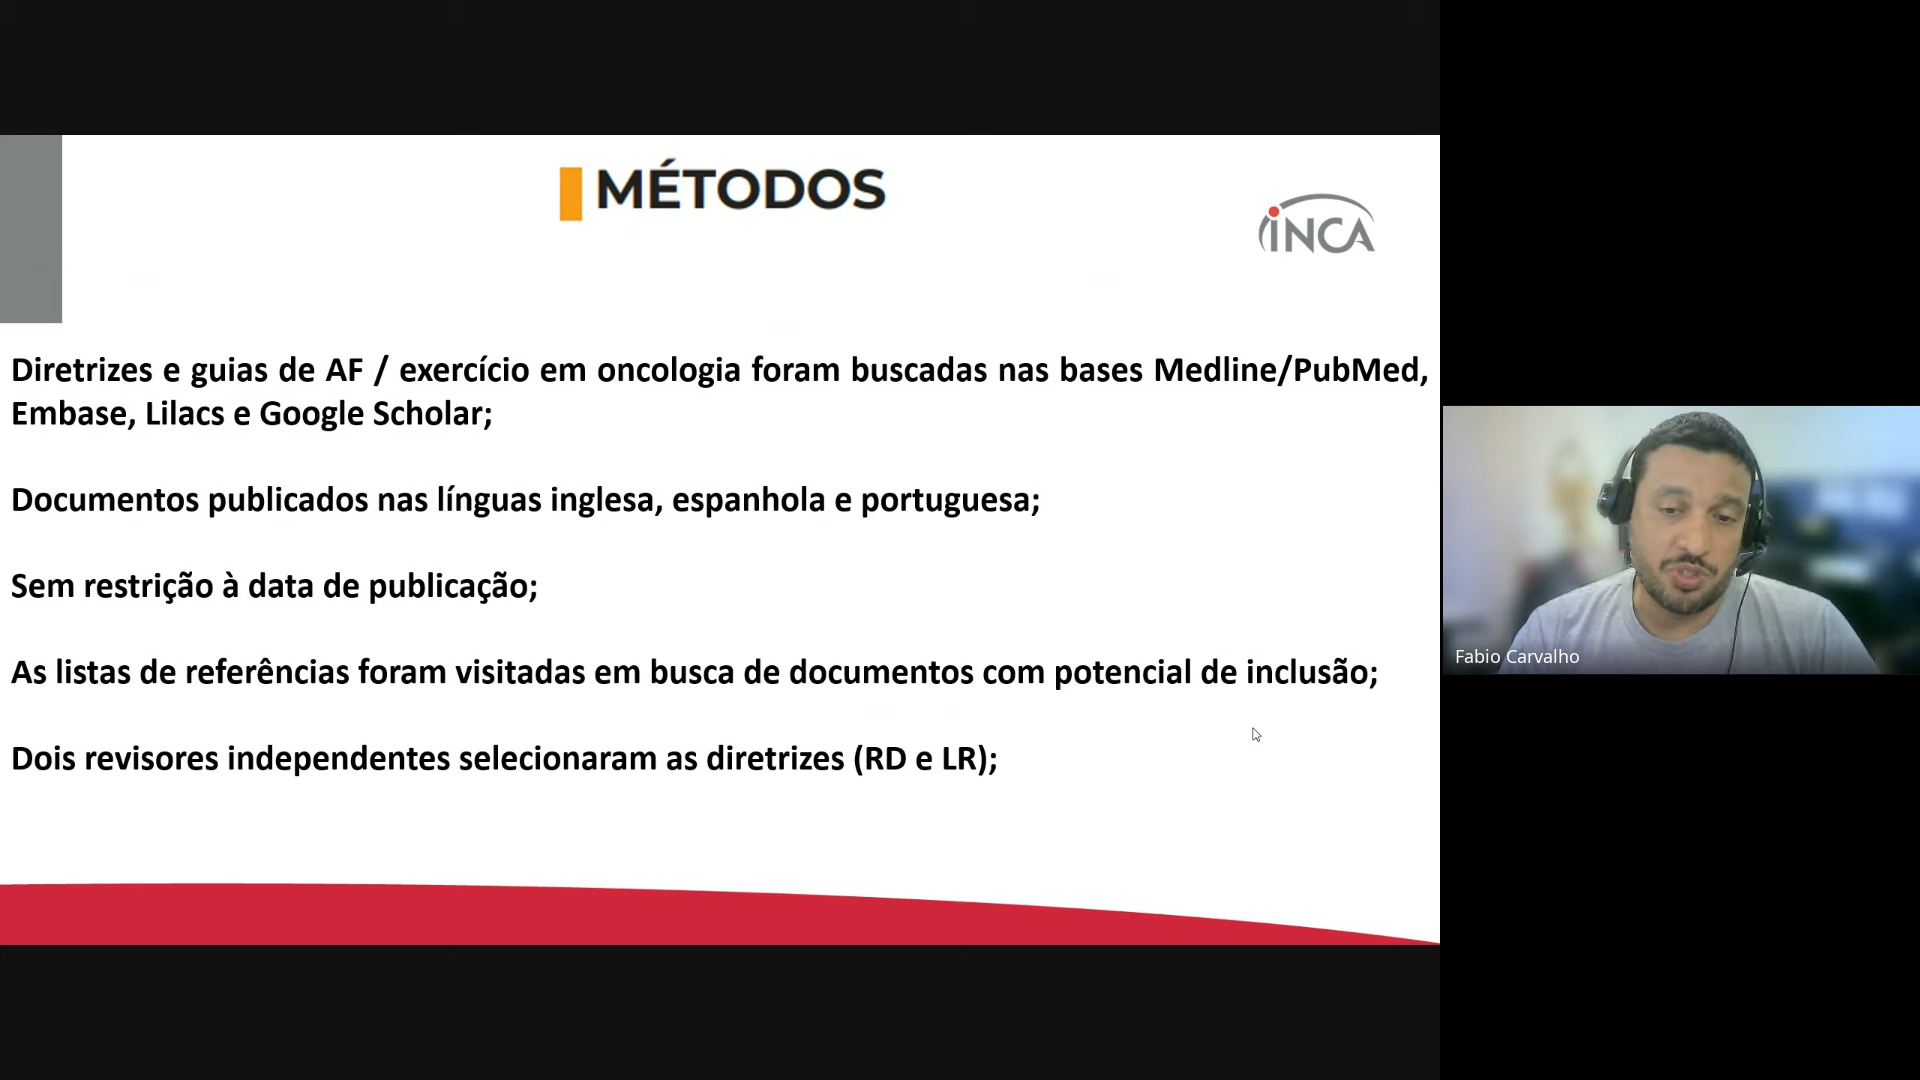 MÉTODOS
INCA
Diretrizes e guias de AF / exercício em oncologia foram buscadas nas bases Medline/PubMed,
Embase, Lilacs e Google Scholar;
Documentos publicados nas línguas inglesa, espanhola e portuguesa;
Sem restrição à data de publicação;
As listas de referências foram visitadas em busca de documentos com potencial de inclusão;
Dois revisores independentes selecionaram as diretrizes (RD e LR);
Fabio Carvalho